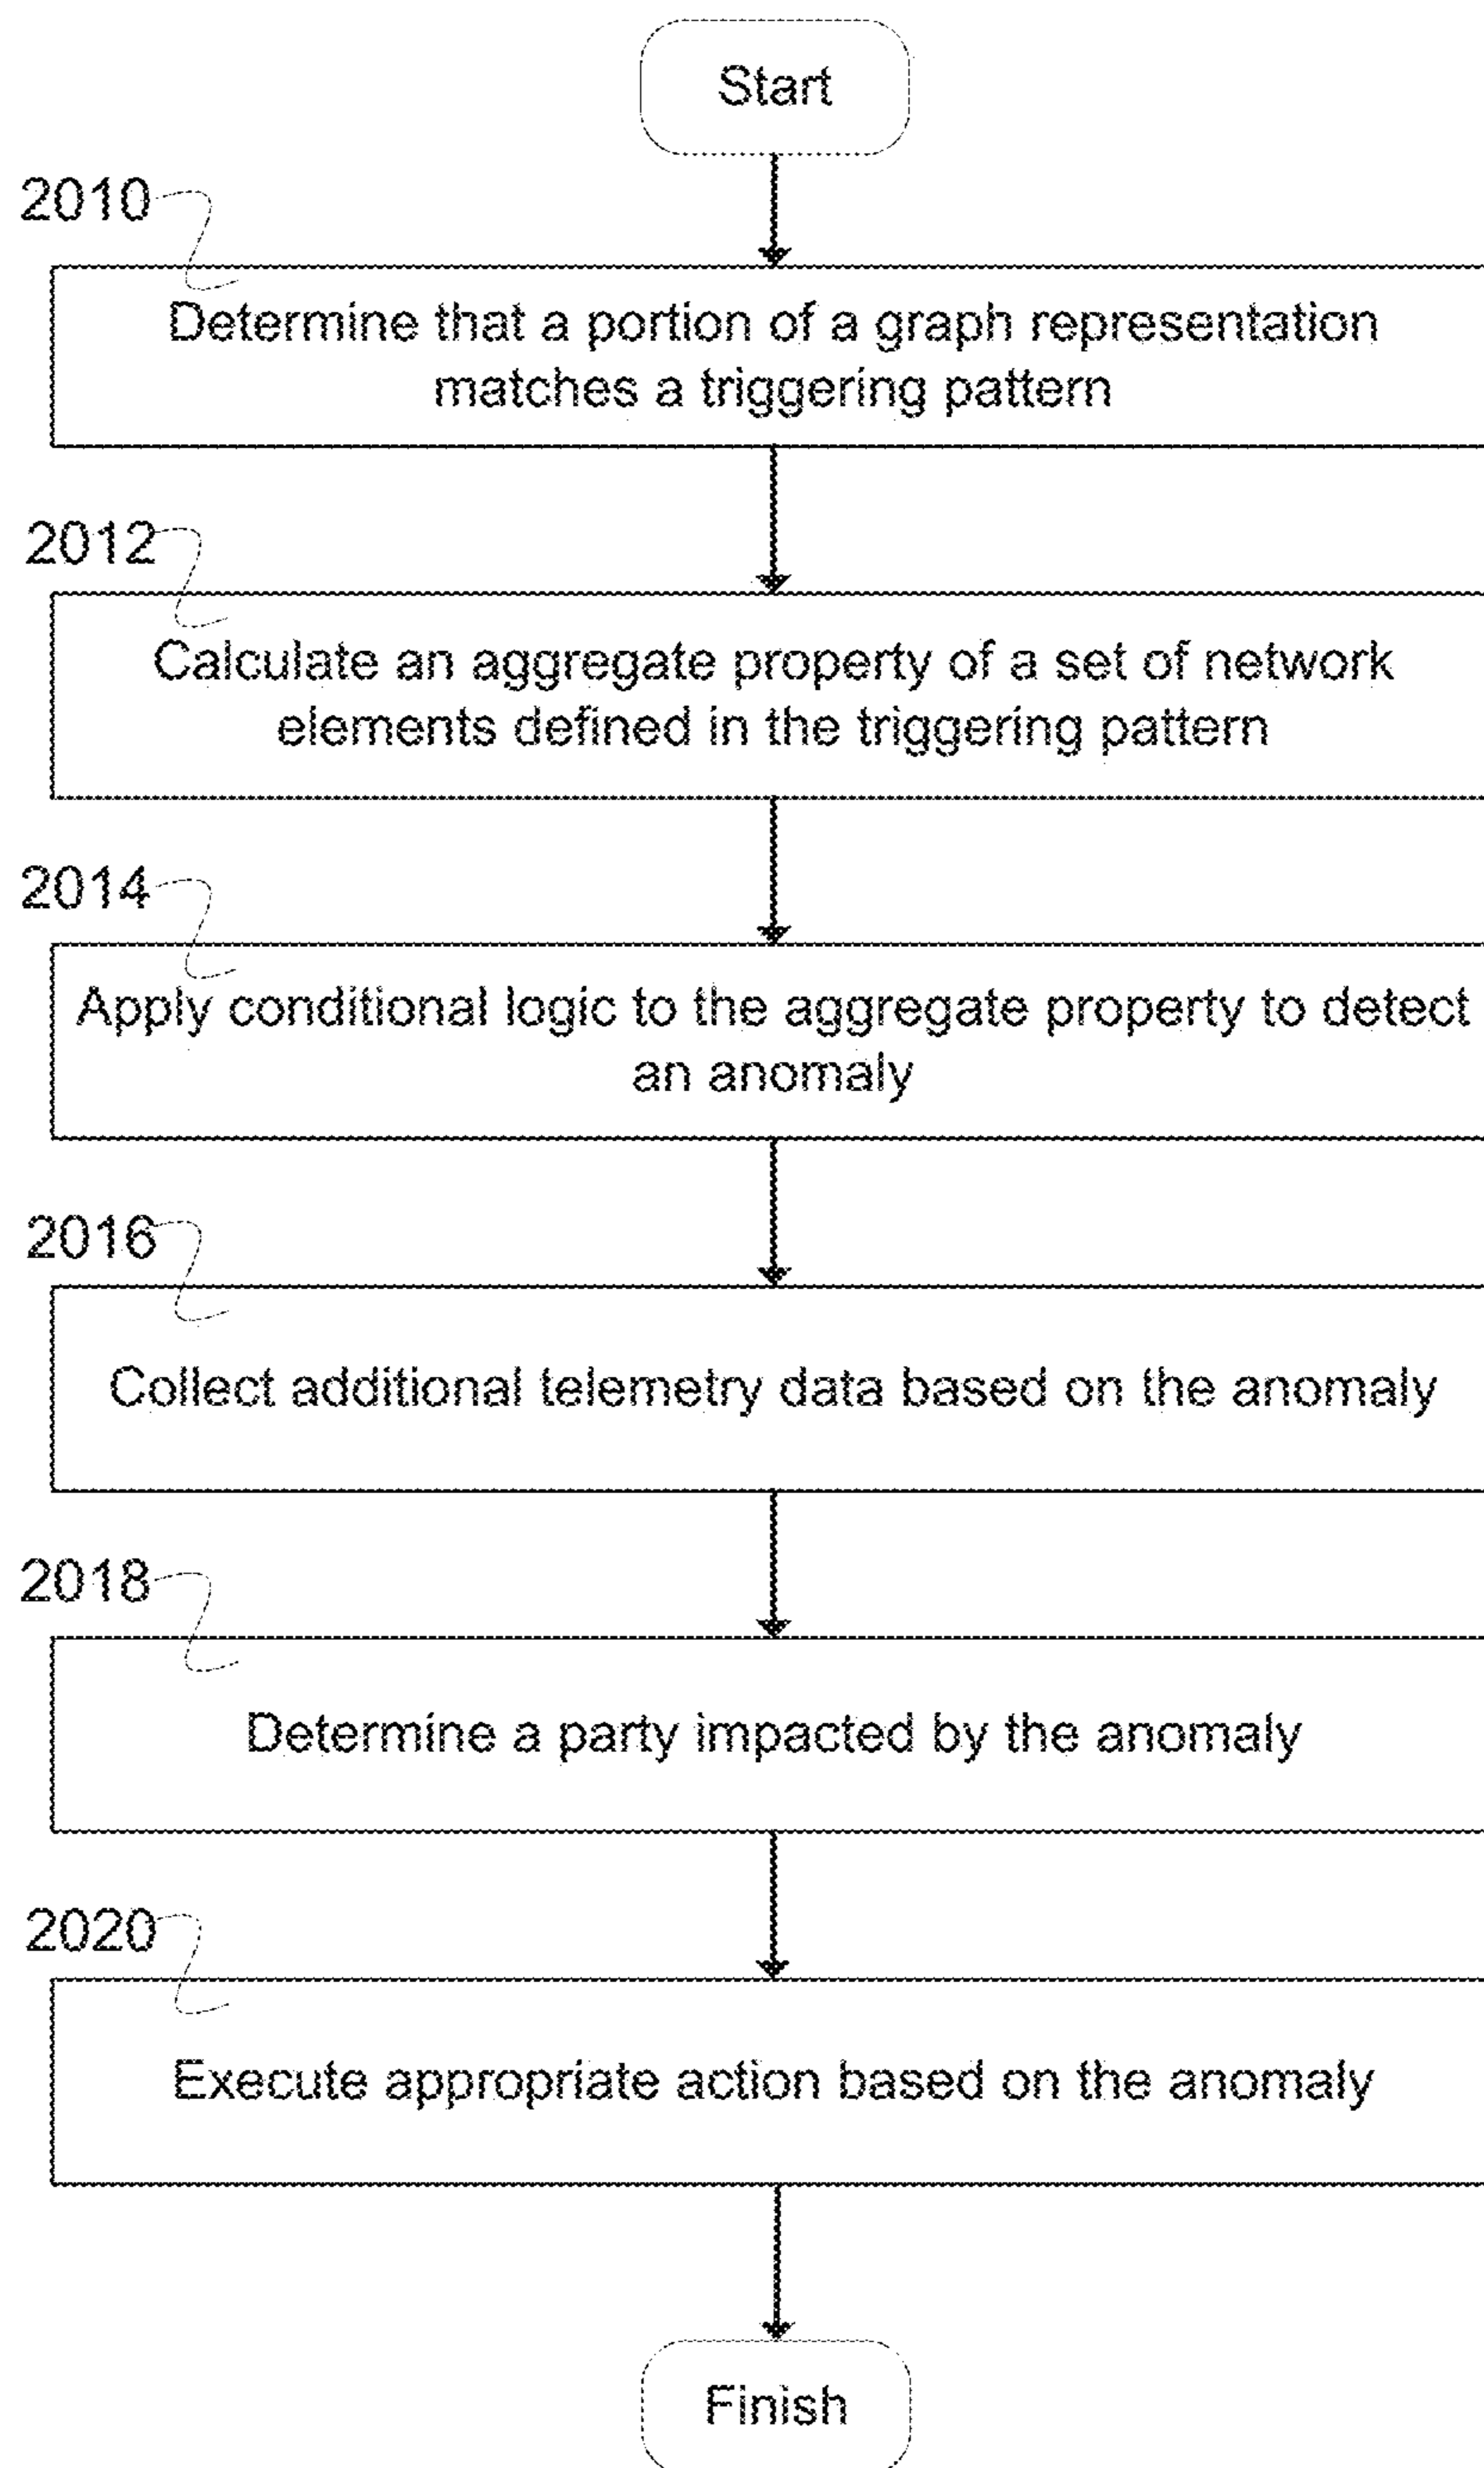 Start
2010
Determine that a portion of a graph representation
matches a triggering pattern
2012
Calculate an aggregate property of a set of network
elements defined in the triggering pattern
2014
Apply conditional logic to the aggregate property to detect
an anomaly
2016
Collect additional telemetry data based on the anomaly
2018
Determine a party impacted by the anomaly
2020
Execute appropriate action based on the anomaly
Finish